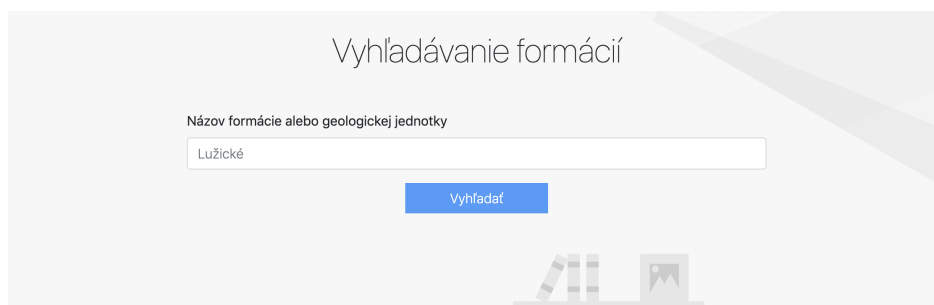 Vyhľadávanie formácií
Názov formácie alebo geologickej jednotky
Lužické
Vyhľadať